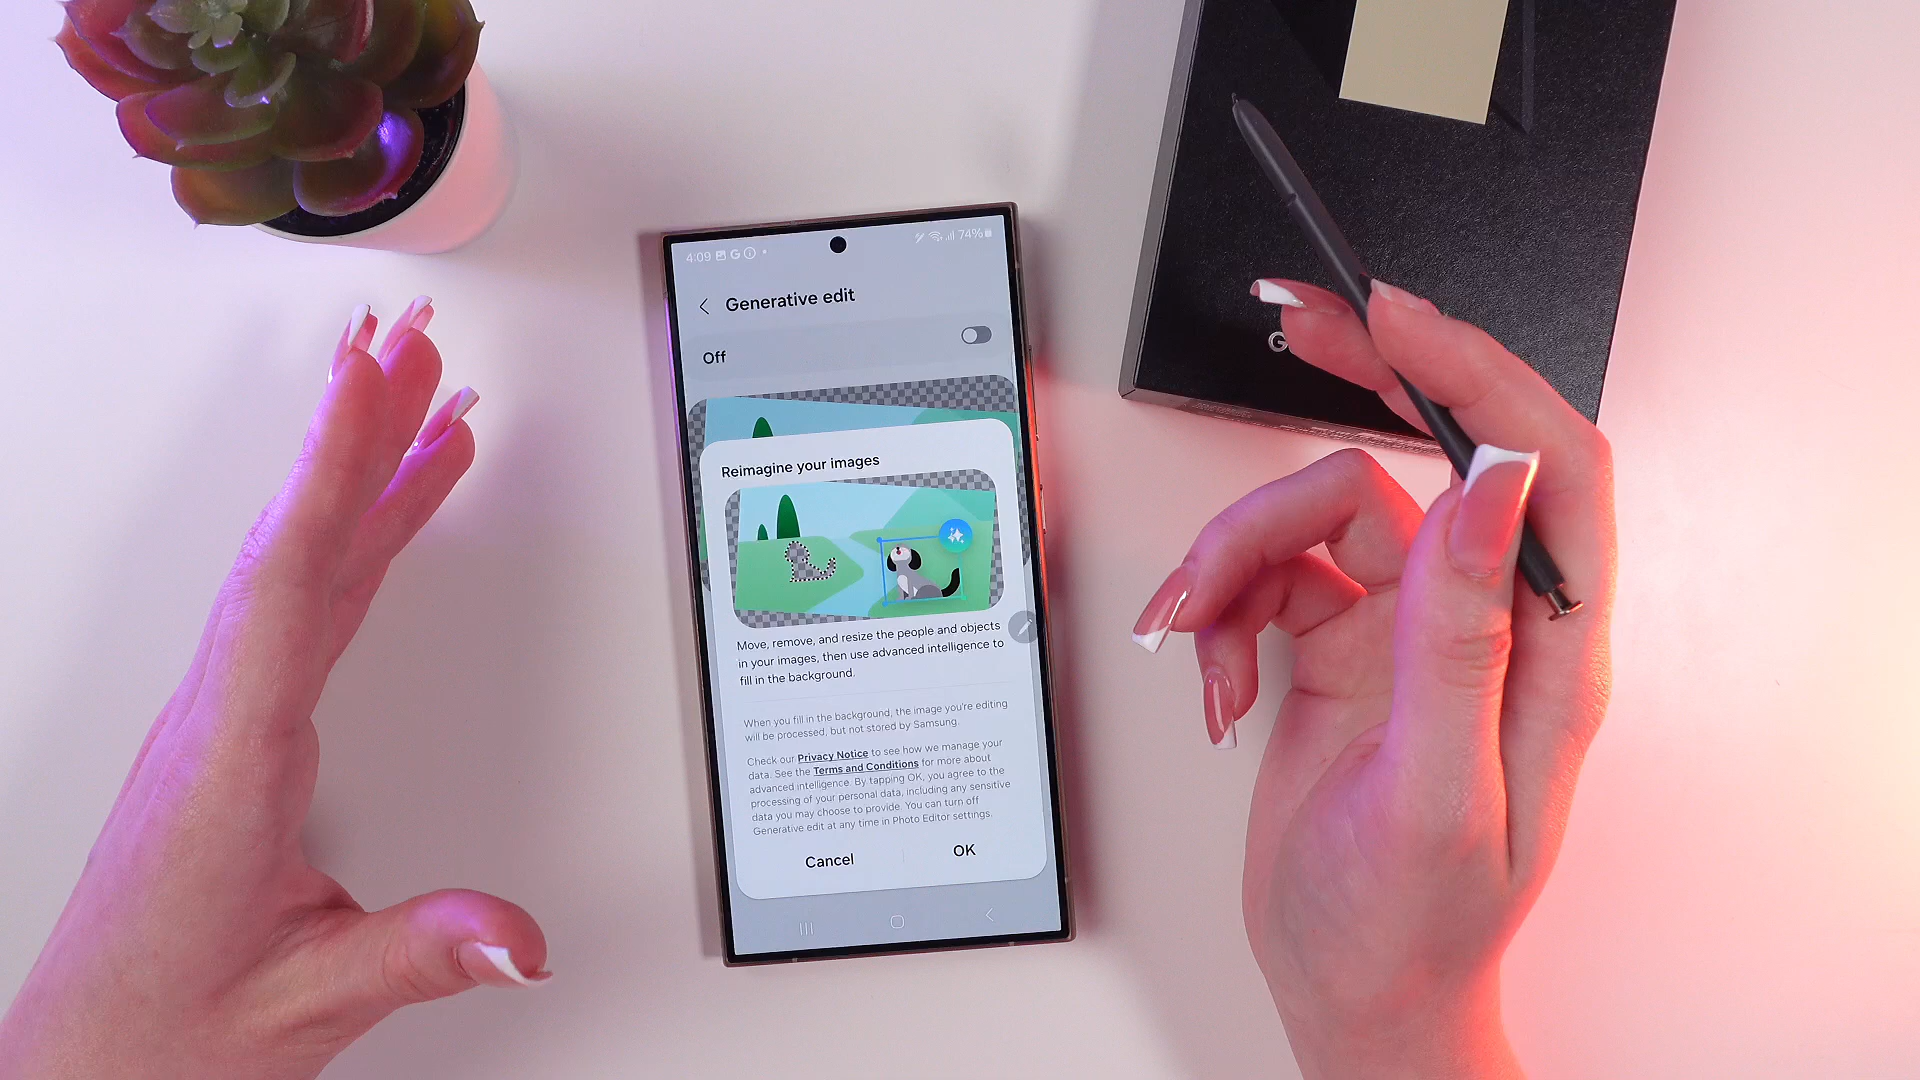 4:09
74%
Generative edit
Off
Reimagine your images
Move, remove, and resize the people and objects
in your images, then use advanced intelligence to
fill in the background.
When you fill in the background, the image you're editing
will be processed, but not stored by Samsung.
Check our Privacy Notice to see how we manage your
data. See the Terms and Conditions for more about
advanced intelligence. By tapping OK, you agree to the
processing of your personal data, including any sensitive
data you may choose to provide. You can turn off
Generative edit at any time in Photo Editor settings.
Cancel
OK
G